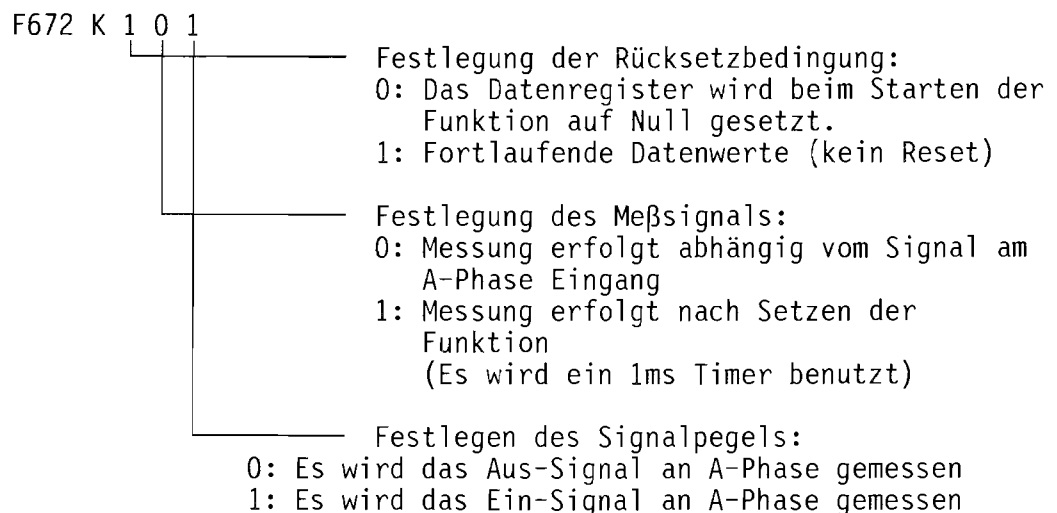 F672 K 1 0 1
Festlegung der Rücksetzbedingung:
0: Das Datenregister wird beim Starten der
Funktion auf Null gesetzt.
1: Fortlaufende Datenwerte (kein Reset)
Festlegung des Meßsignals:
0: Messung erfolgt abhängig vom Signal am
A-Phase Eingang
1: Messung erfolgt nach Setzen der
Funktion
(Es wird ein 1ms Timer benutzt)
Festlegen des Signalpegels:
0: Es wird das Aus-Signal an A-Phase gemessen
1: Es wird das Ein-Signal an A-Phase gemessen